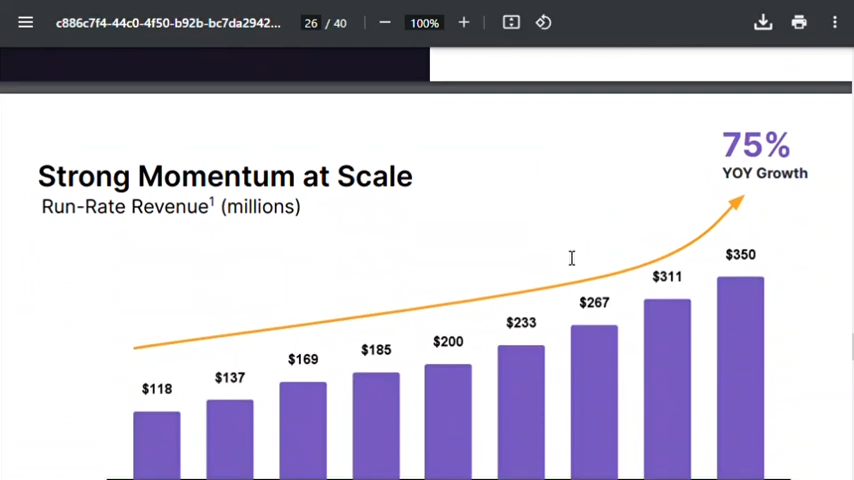 c886c7f4-44c0-4f50-b92b-bc7da2942... 26 / 40 100%
75%
YOY Growth
Strong Momentum at Scale
Run-Rate Revenue¹ (millions)
$118 $137 $169 $185 $200 $233 $267 $311 $350